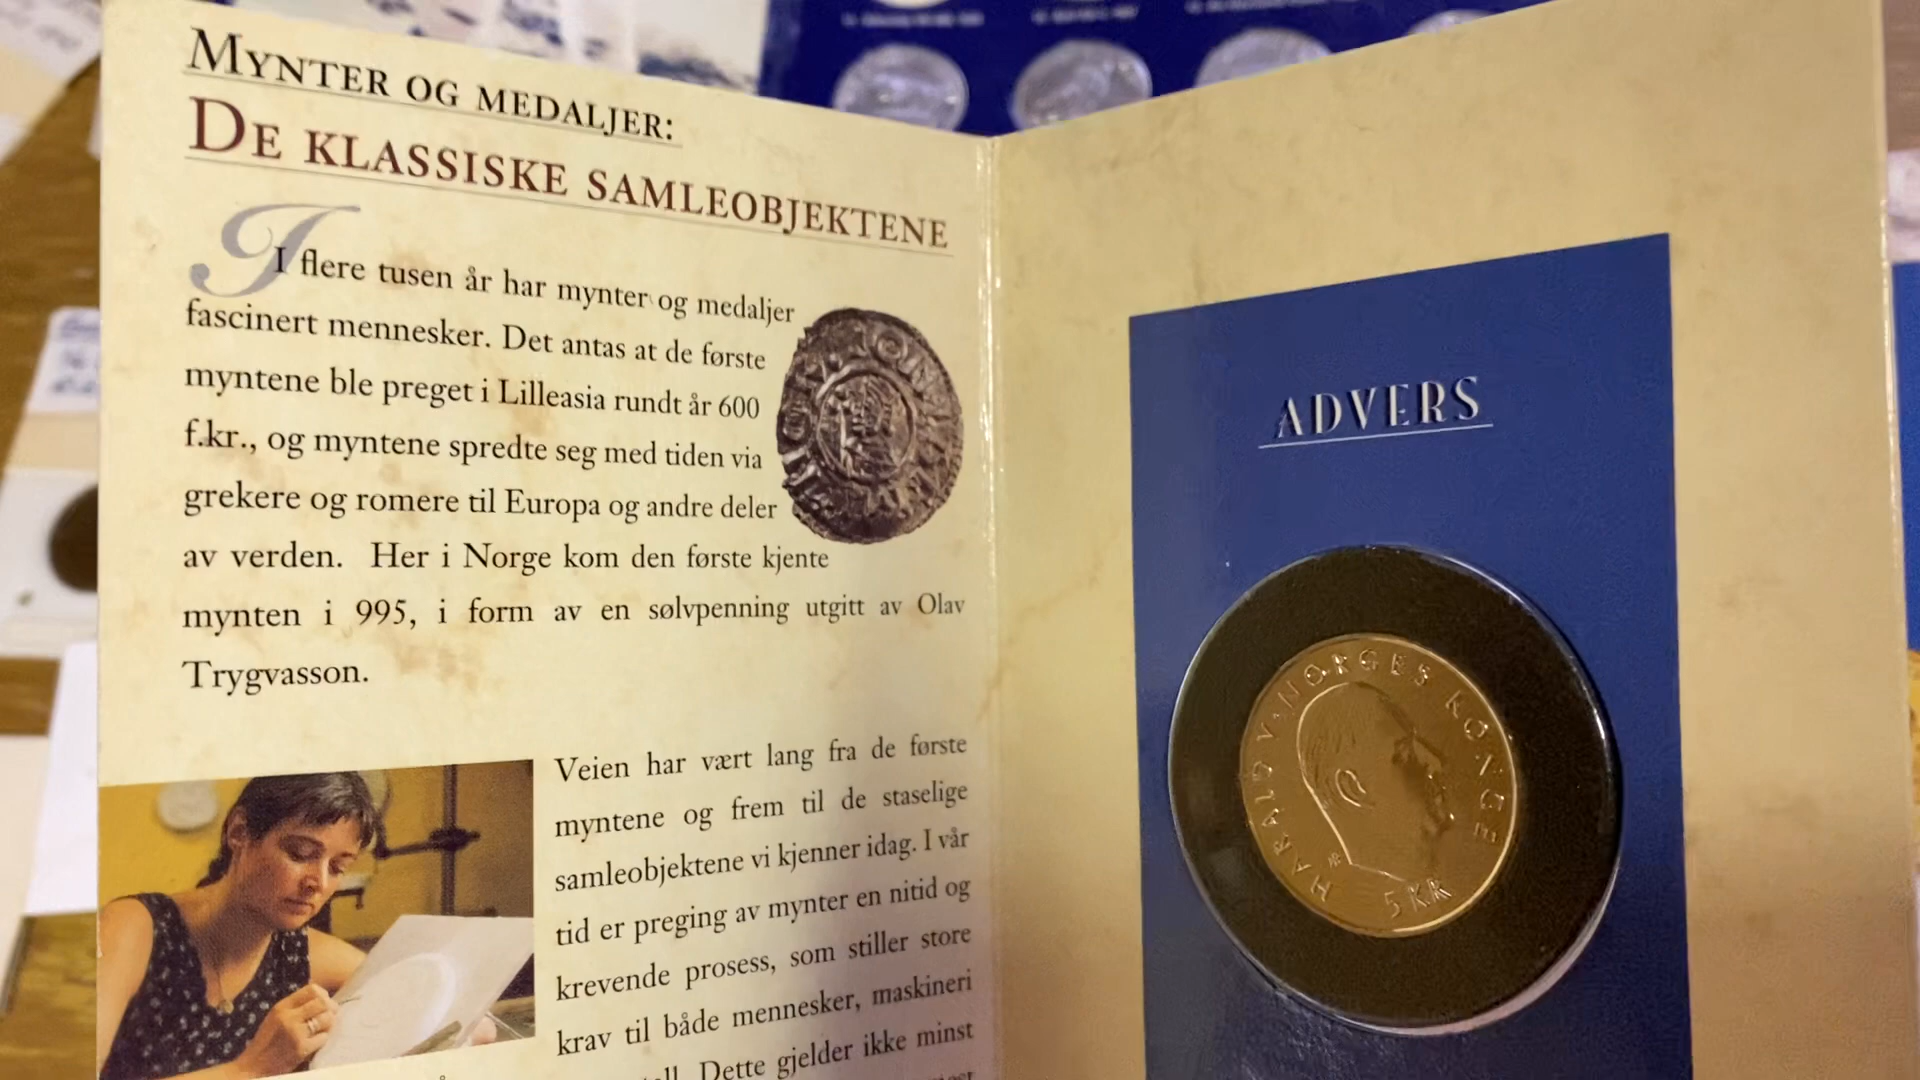 MYNTER OG MEDALJER:
DE KLASSISKE SAMLEOBJEKTENE
I flere tusen år har mynter og medaljer
fascinert mennesker. Det antas at de første
myntene ble preget i Lilleasia rundt år 600
f.kr., og myntene spredte seg med tiden via
grekere og romere til Europa og andre deler
av verden. Her i Norge kom den første kjente
mynten i 995, i form av en sølvpenning utgitt av Olav
Trygvasson.
Veien har vært lang fra de første
myntene og frem til de staselige
samleobjektene vi kjenner idag. I vår
tid er preging av mynter en nitid og
krevende prosess, som stiller store
krav til både mennesker, maskineri
Dette gjelder ikke minst
ADVERS
HARALD V·NORGES KONGE
5 KR